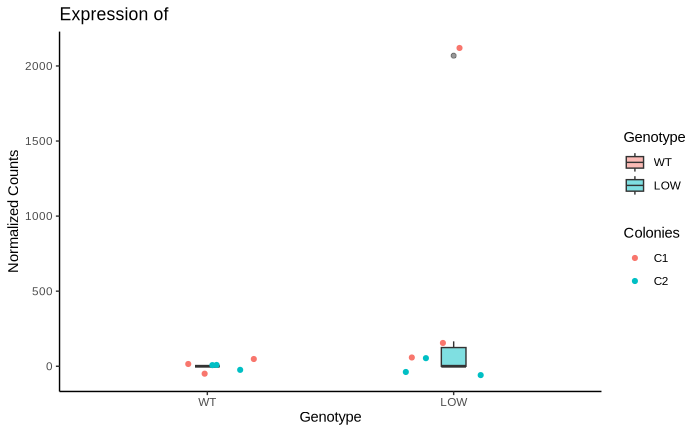 Expression of
Normalized Counts
2000
1500
1000
500
0
WT
LOW
Genotype
Genotype
WT
LOW
Colonies
C1
C2